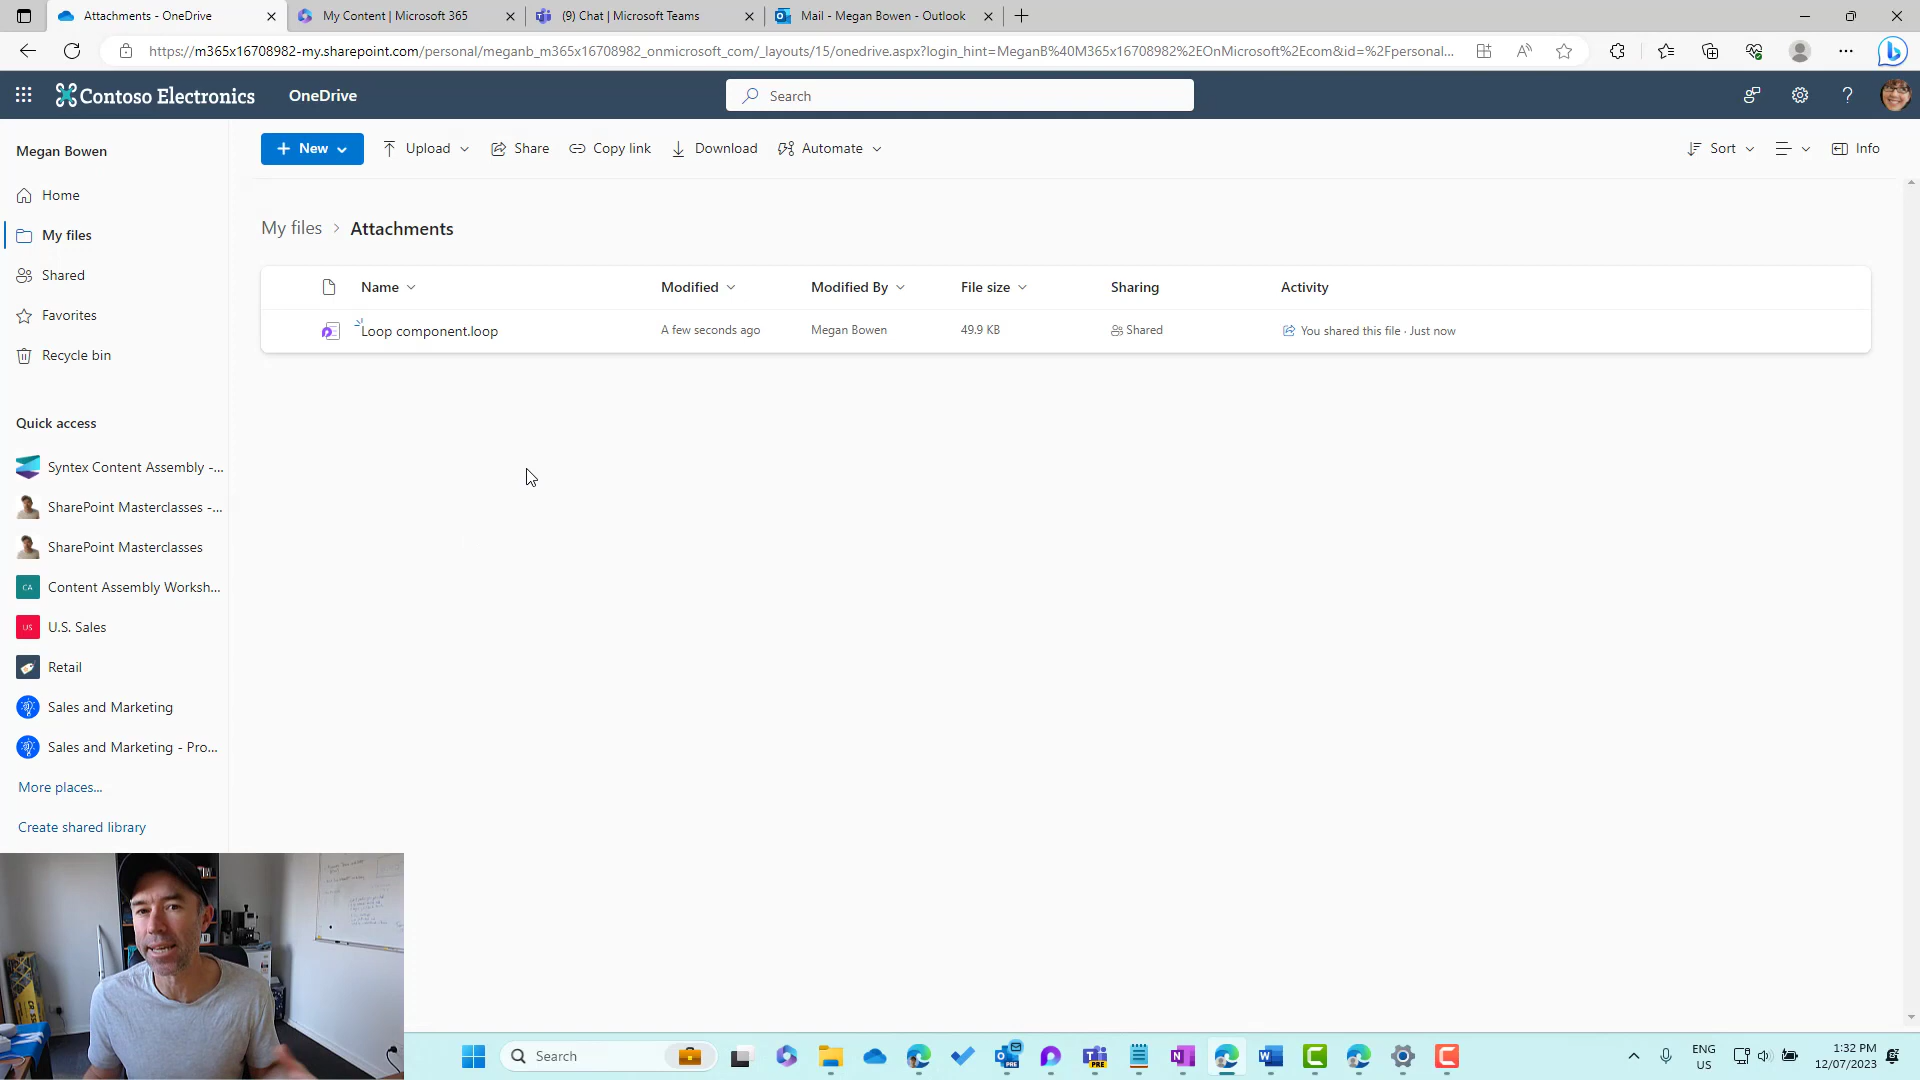 Attachments - OneDrive
My Content | Microsoft 365
(9) Chat | Microsoft Teams
Mail - Megan Bowen - Outlook
https://m365x16708982-my.sharepoint.com/personal/meganb_m365x16708982_onmicrosoft_com/_layouts/15/onedrive.aspx?login_hint=MeganB%40M365x16708982%2EOnMicrosoft%2Ecom&id=%2Fpersonal...
Contoso Electronics
OneDrive
Search
Megan Bowen
Home
My files
Shared
Favorites
Recycle bin
Quick access
Syntex Content Assembly -...
SharePoint Masterclasses -...
SharePoint Masterclasses
CA Content Assembly Worksh...
US U.S. Sales
Retail
Sales and Marketing
Sales and Marketing - Pro...
More places...
Create shared library
New Upload Share Copy link Download Automate Sort Info
My files > Attachments
Name Modified Modified By File size Sharing Activity
Loop component.loop A few seconds ago Megan Bowen 49.9 KB Shared You shared this file · Just now
Search
ENG
US
1:32 PM
12/07/2023